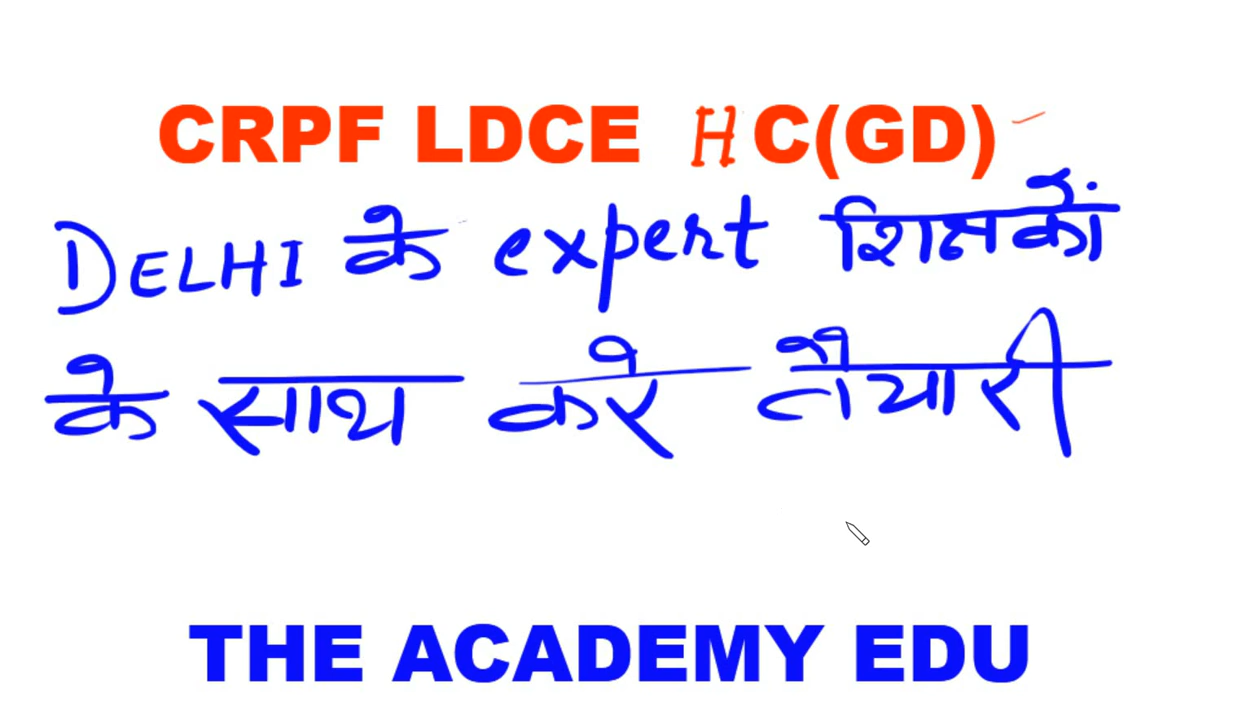 CRPF LDCE HC(GD)
DELHI के expert शिक्षकों
के साथ करे तैयारी
THE ACADEMY EDU